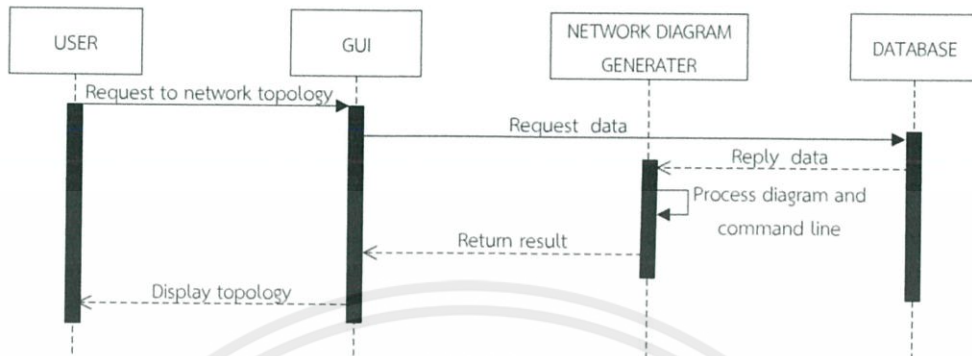 USER
GUI
NETWORK DIAGRAM
GENERATER
DATABASE
Request to network topology
Request data
Reply data
Process diagram and
command line
Return result
Display topology